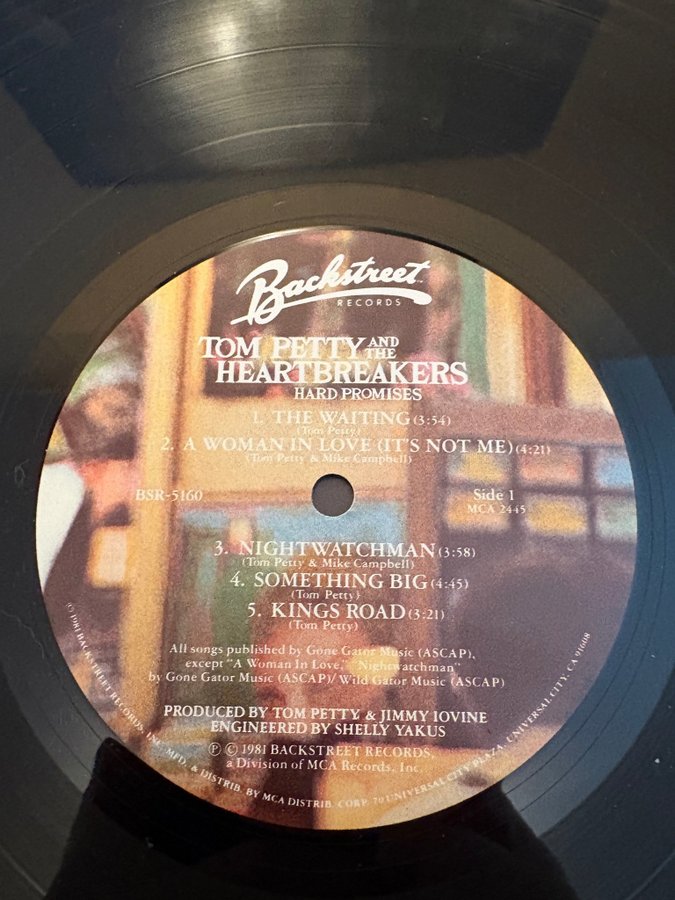 Backstreet™
RECORDS
TOM PETTY AND THE
HEARTBREAKERS
HARD PROMISES
1. THE WAITING (3:54)
(Tom Petty)
2. A WOMAN IN LOVE (IT'S NOT ME) (4:21)
(Tom Petty & Mike Campbell)
BSR-5160
Side 1
MCA 2445
3. NIGHTWATCHMAN (3:58)
(Tom Petty & Mike Campbell)
4. SOMETHING BIG (4:45)
(Tom Petty)
5. KINGS ROAD (3:21)
(Tom Petty)
All songs published by Gone Gator Music (ASCAP),
except "A Woman In Love," "Nightwatchman"
by Gone Gator Music (ASCAP)/ Wild Gator Music (ASCAP)
PRODUCED BY TOM PETTY & JIMMY IOVINE
ENGINEERED BY SHELLY YAKUS
Ⓟ © 1981 BACKSTREET RECORDS,
a Division of MCA Records, Inc.
© 1981 BACKSTREET RECORDS, INC. MFD. & DISTRIB. BY MCA DISTRIB. CORP. 70 UNIVERSAL CITY PLAZA, UNIVERSAL CITY, CA 91608